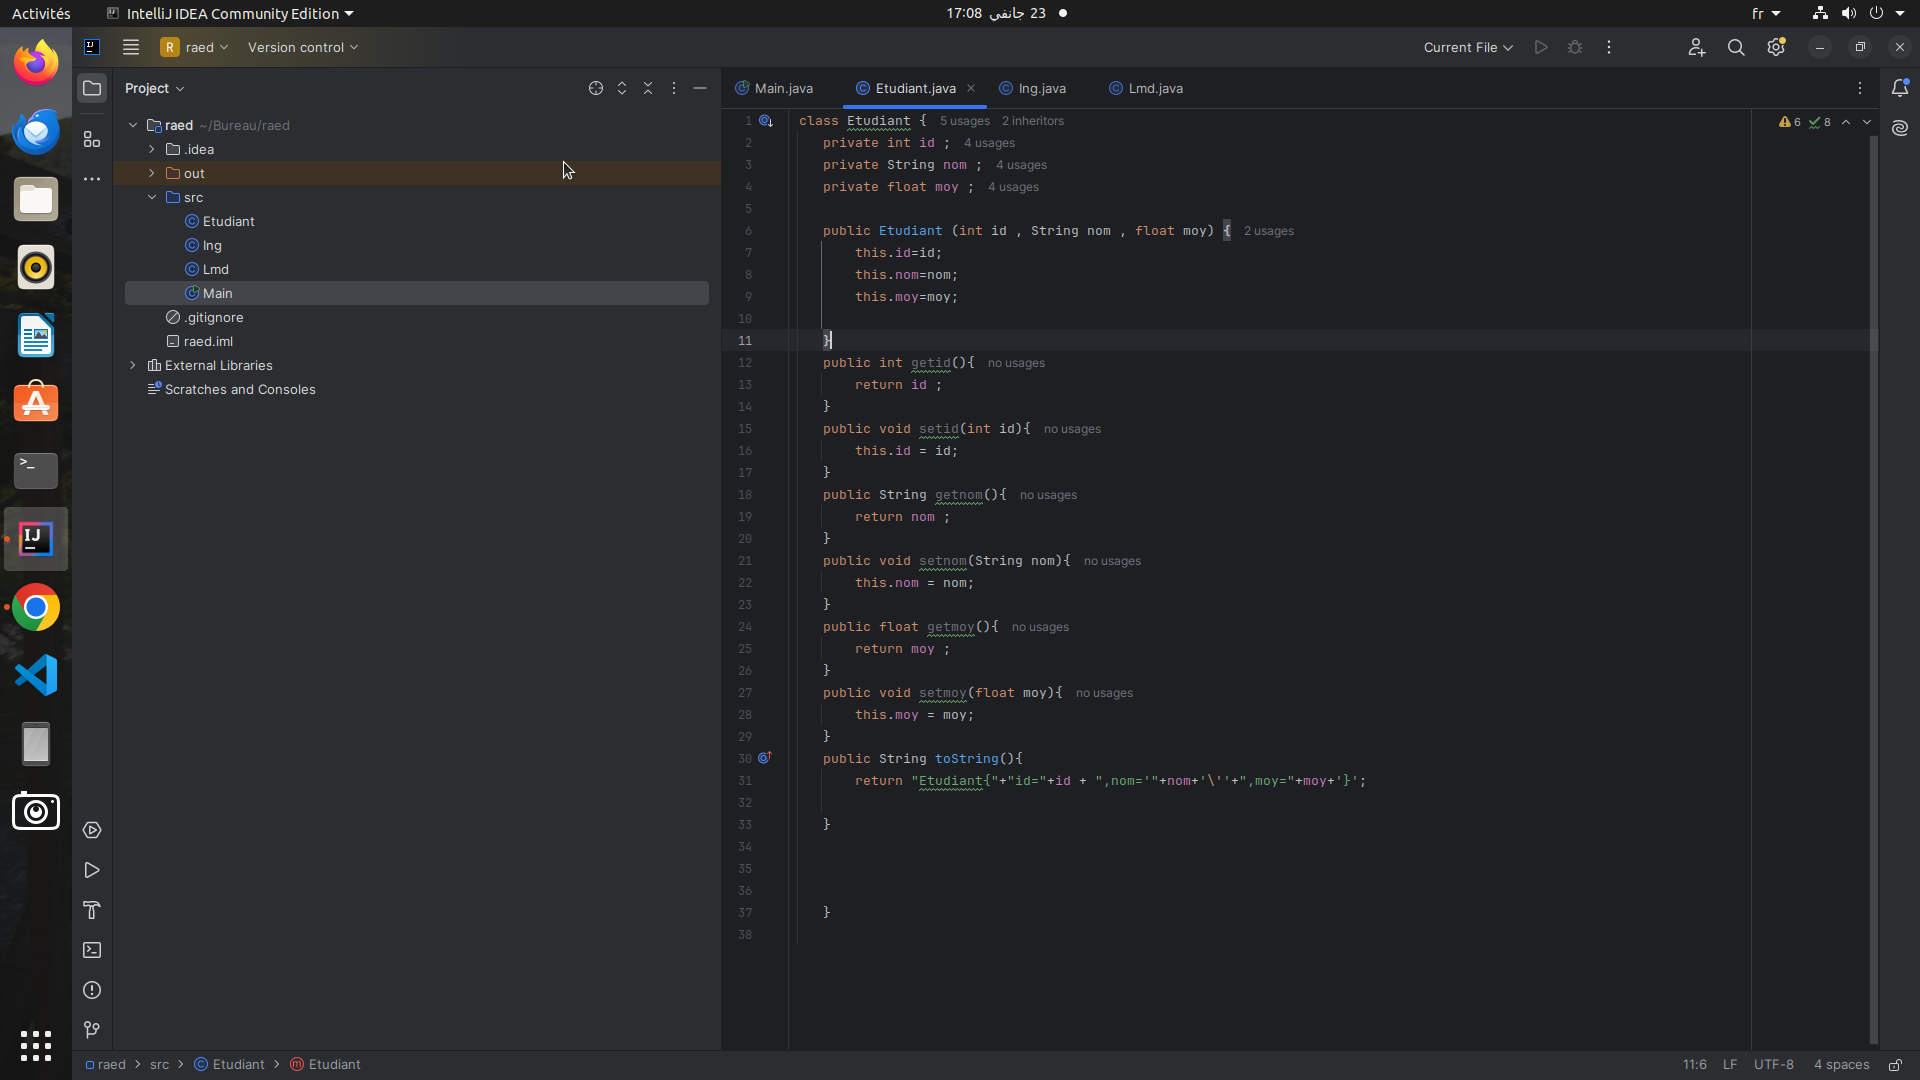 Activités
IntelliJ IDEA Community Edition
23 جانفي 17:08
fr
R raed
Version control
Current File
Project
raed ~/Bureau/raed
.idea
out
src
Etudiant
Ing
Lmd
Main
.gitignore
raed.iml
External Libraries
Scratches and Consoles
Main.java
Etudiant.java
Ing.java
Lmd.java
6 8
1 class Etudiant { 5 usages 2 inheritors
2 private int id ; 4 usages
3 private String nom ; 4 usages
4 private float moy ; 4 usages
5
6 public Etudiant (int id , String nom , float moy) { 2 usages
7 this.id=id;
8 this.nom=nom;
9 this.moy=moy;
10
11 }
12 public int getid(){ no usages
13 return id ;
14 }
15 public void setid(int id){ no usages
16 this.id = id;
17 }
18 public String getnom(){ no usages
19 return nom ;
20 }
21 public void setnom(String nom){ no usages
22 this.nom = nom;
23 }
24 public float getmoy(){ no usages
25 return moy ;
26 }
27 public void setmoy(float moy){ no usages
28 this.moy = moy;
29 }
30 public String toString(){
31 return "Etudiant{"+"id="+id + ",nom='"+nom+'\''+",moy="+moy+'}';
32
33 }
34
35
36
37 }
38
raed > src > Etudiant > Etudiant
11:6 LF UTF-8 4 spaces